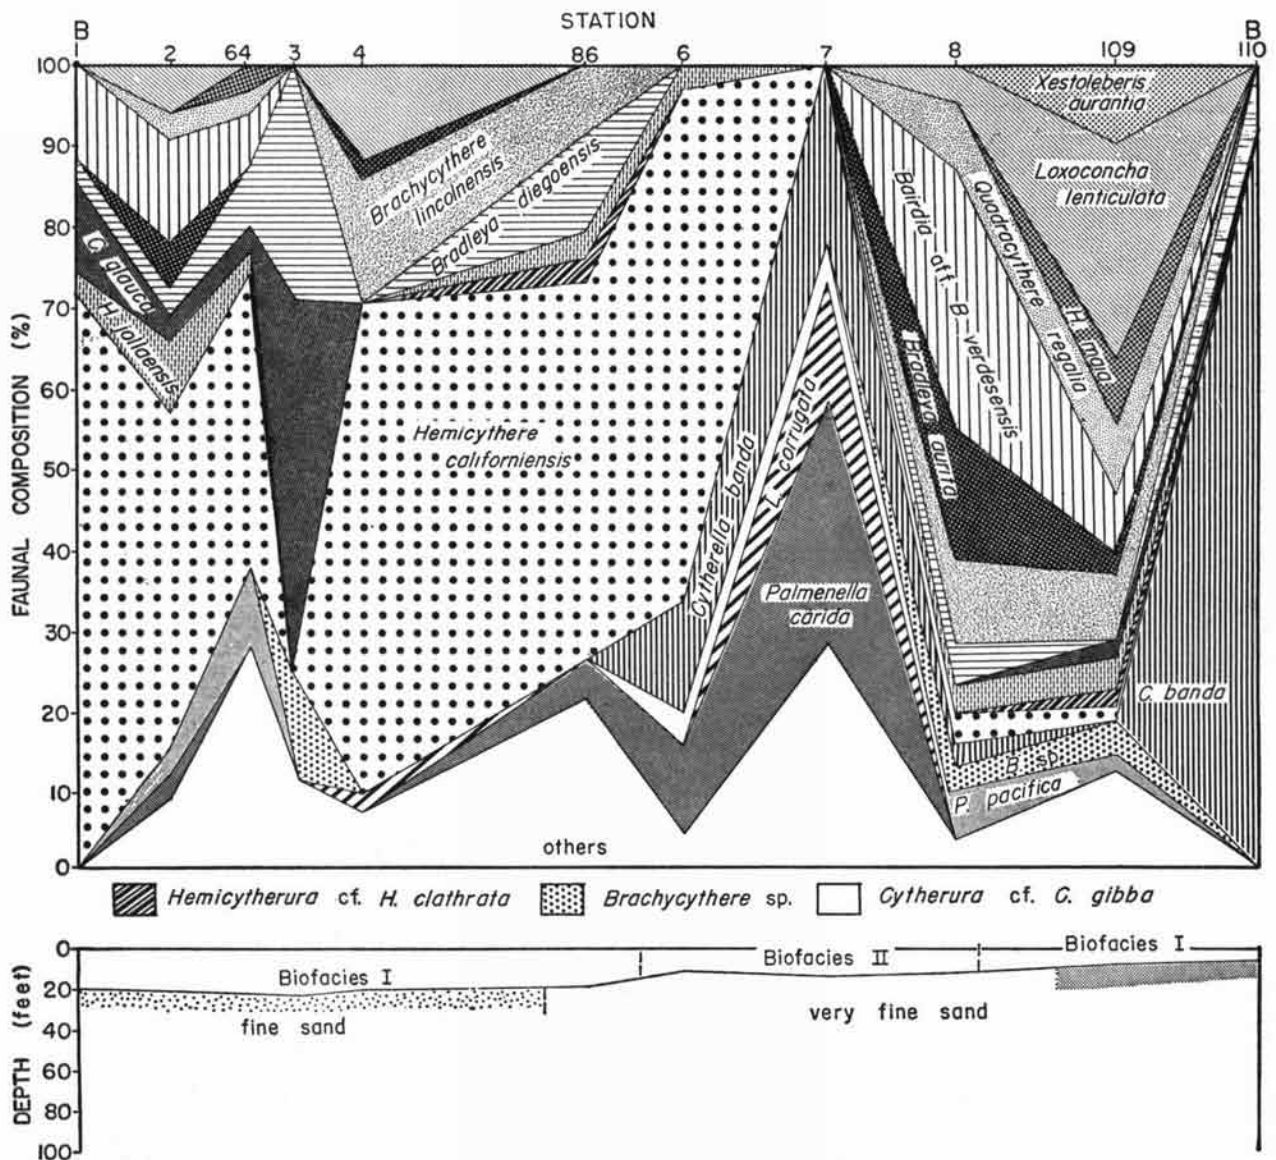 STATION
B B
1 2 64 3 4 86 6 7 8 109 110
FAUNAL COMPOSITION (%)
100
90
80
70
60
50
40
30
20
10
0
Xestoleberis
aurantia
Loxoconcha
lenticulata
Brachycythere
lincolnensis
Bradleya diegoensis
C. glauca
H. jollaensis
Hemicythere
californiensis
Cytherella banda
L. corrugata
Palmenella
carida
Bradleya aurita
Bairdia aff. B. verdesensis
Quadracythere
regalia
H. maia
C. banda
B. sp.
P. pacifica
others
Hemicytherura cf. H. clathrata Brachycythere sp. Cytherura cf. C. gibba
DEPTH (feet)
0
20
40
60
80
100
Biofacies I Biofacies II Biofacies I
fine sand very fine sand